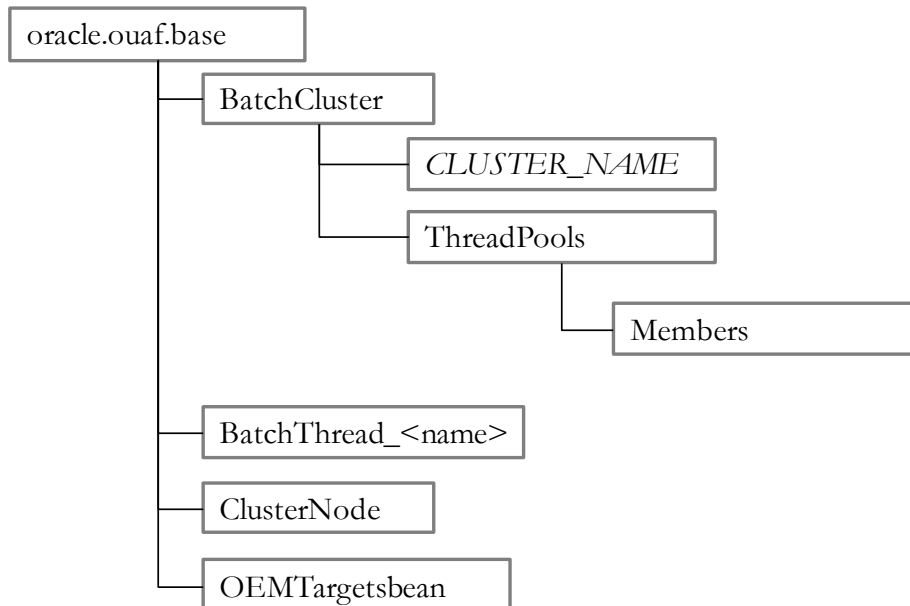 oracle.ouaf.base
BatchCluster
CLUSTER_NAME
ThreadPools
Members
BatchThread_<name>
ClusterNode
OEMTargetsbean